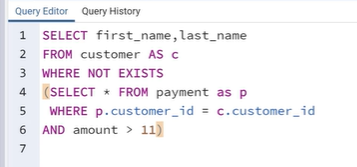 Query Editor Query History
1 SELECT first_name,last_name
2 FROM customer AS c
3 WHERE NOT EXISTS
4 (SELECT * FROM payment as p
5 WHERE p.customer_id = c.customer_id
6 AND amount > 11)
7